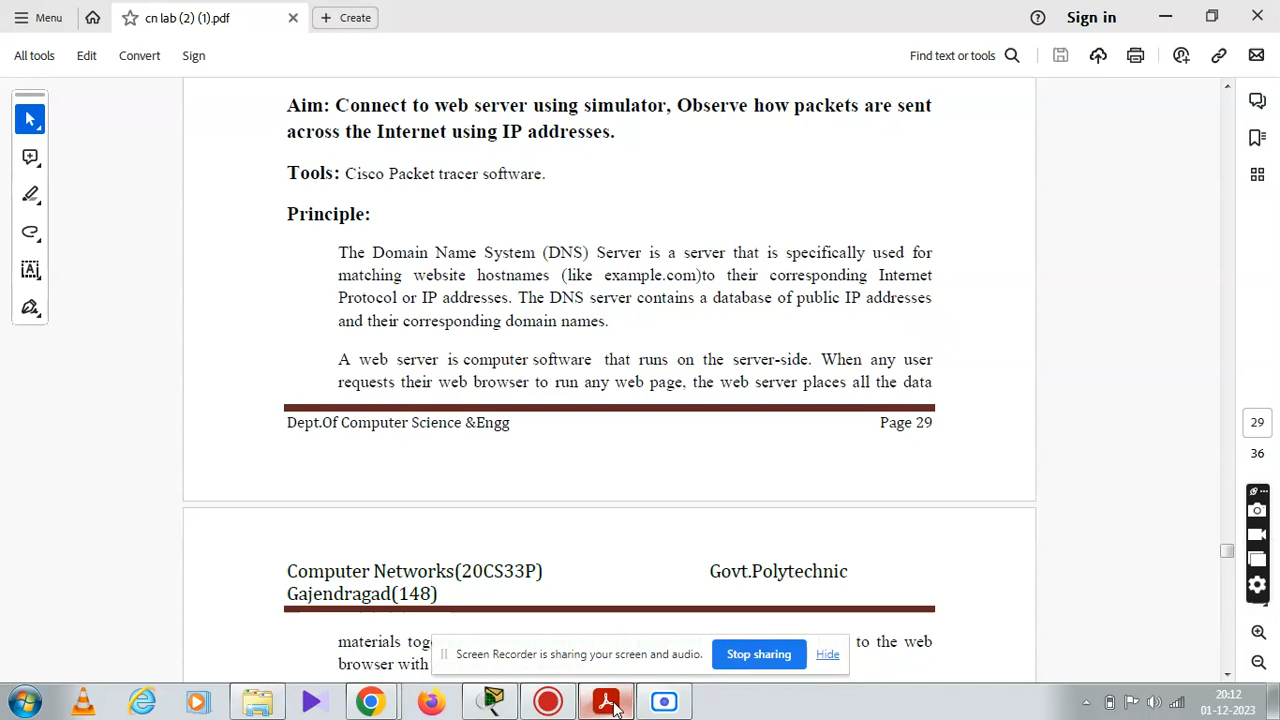 Menu
cn lab (2) (1).pdf
Create
Sign in
All tools
Edit
Convert
Sign
Find text or tools
Aim: Connect to web server using simulator, Observe how packets are sent
across the Internet using IP addresses.
Tools: Cisco Packet tracer software.
Principle:
The Domain Name System (DNS) Server is a server that is specifically used for
matching website hostnames (like example.com)to their corresponding Internet
Protocol or IP addresses. The DNS server contains a database of public IP addresses
and their corresponding domain names.
A web server is computer software that runs on the server-side. When any user
requests their web browser to run any web page, the web server places all the data
Dept.Of Computer Science &Engg Page 29
29
36
Computer Networks(20CS33P) Govt.Polytechnic
Gajendragad(148)
materials tog to the web
browser with
Screen Recorder is sharing your screen and audio. Stop sharing Hide
20:12
01-12-2023